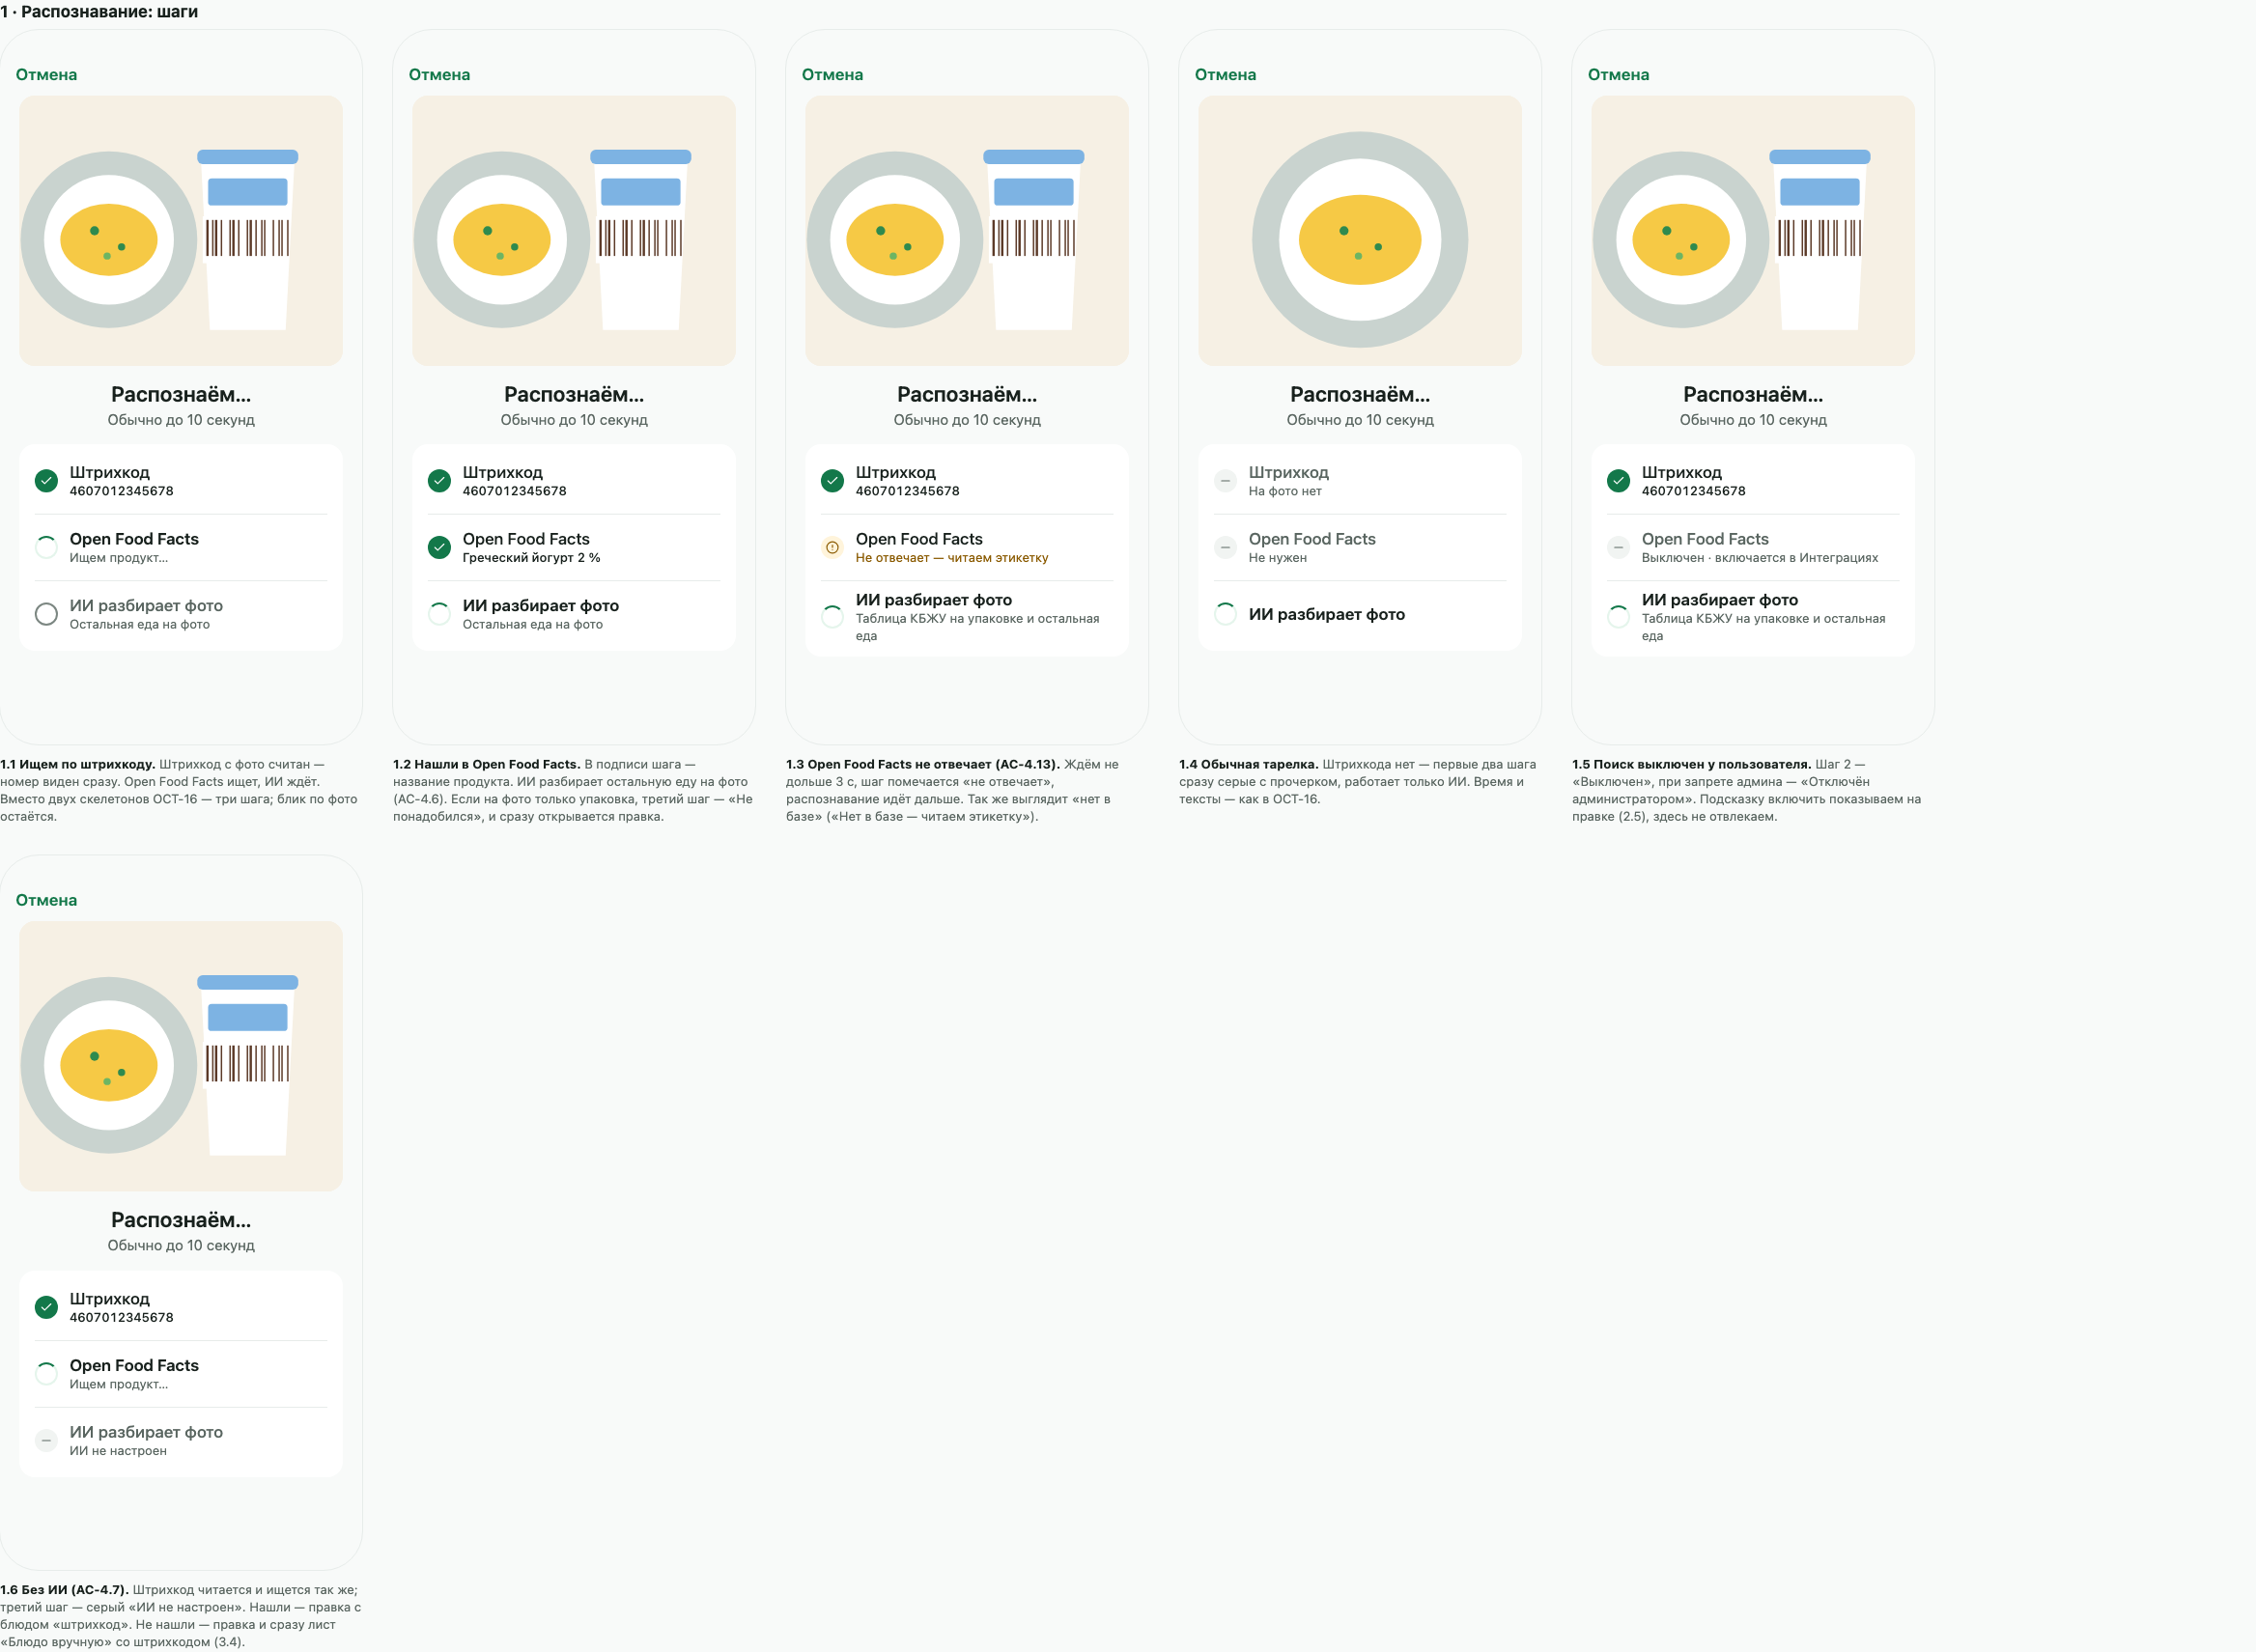 1 · Распознавание: шаги
Отмена
Распознаём…
Обычно до 10 секунд
Штрихкод
4607012345678
Open Food Facts
Ищем продукт…
ИИ разбирает фото
Остальная еда на фото
1.1 Ищем по штрихкоду. Штрихкод с фото считан —
номер виден сразу. Open Food Facts ищет, ИИ ждёт.
Вместо двух скелетонов ОСТ-16 — три шага; блик по фото
остаётся.
Отмена
Распознаём…
Обычно до 10 секунд
Штрихкод
4607012345678
Open Food Facts
Греческий йогурт 2 %
ИИ разбирает фото
Остальная еда на фото
1.2 Нашли в Open Food Facts. В подписи шага —
название продукта. ИИ разбирает остальную еду на фото
(AC-4.6). Если на фото только упаковка, третий шаг — «Не
понадобился», и сразу открывается правка.
Отмена
Распознаём…
Обычно до 10 секунд
Штрихкод
4607012345678
Open Food Facts
Не отвечает — читаем этикетку
ИИ разбирает фото
Таблица КБЖУ на упаковке и остальная
еда
1.3 Open Food Facts не отвечает (AC-4.13). Ждём не
дольше 3 с, шаг помечается «не отвечает»,
распознавание идёт дальше. Так же выглядит «нет в
базе» («Нет в базе — читаем этикетку»).
Отмена
Распознаём…
Обычно до 10 секунд
Штрихкод
На фото нет
Open Food Facts
Не нужен
ИИ разбирает фото
1.4 Обычная тарелка. Штрихкода нет — первые два шага
сразу серые с прочерком, работает только ИИ. Время и
тексты — как в ОСТ-16.
Отмена
Распознаём…
Обычно до 10 секунд
Штрихкод
4607012345678
Open Food Facts
Выключен · включается в Интеграциях
ИИ разбирает фото
Таблица КБЖУ на упаковке и остальная
еда
1.5 Поиск выключен у пользователя. Шаг 2 —
«Выключен», при запрете админа — «Отключён
администратором». Подсказку включить показываем на
правке (2.5), здесь не отвлекаем.
Отмена
Распознаём…
Обычно до 10 секунд
Штрихкод
4607012345678
Open Food Facts
Ищем продукт…
ИИ разбирает фото
ИИ не настроен
1.6 Без ИИ (AC-4.7). Штрихкод читается и ищется так же;
третий шаг — серый «ИИ не настроен». Нашли — правка с
блюдом «штрихкод». Не нашли — правка и сразу лист
«Блюдо вручную» со штрихкодом (3.4).